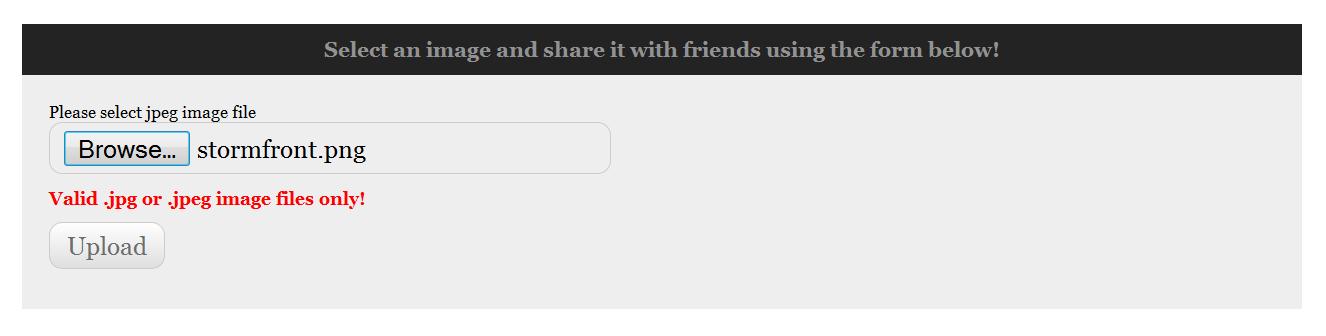 Select an image and share it with friends using the form below!
Please select jpeg image file
Browse... stormfront.png
Valid .jpg or .jpeg image files only!
Upload